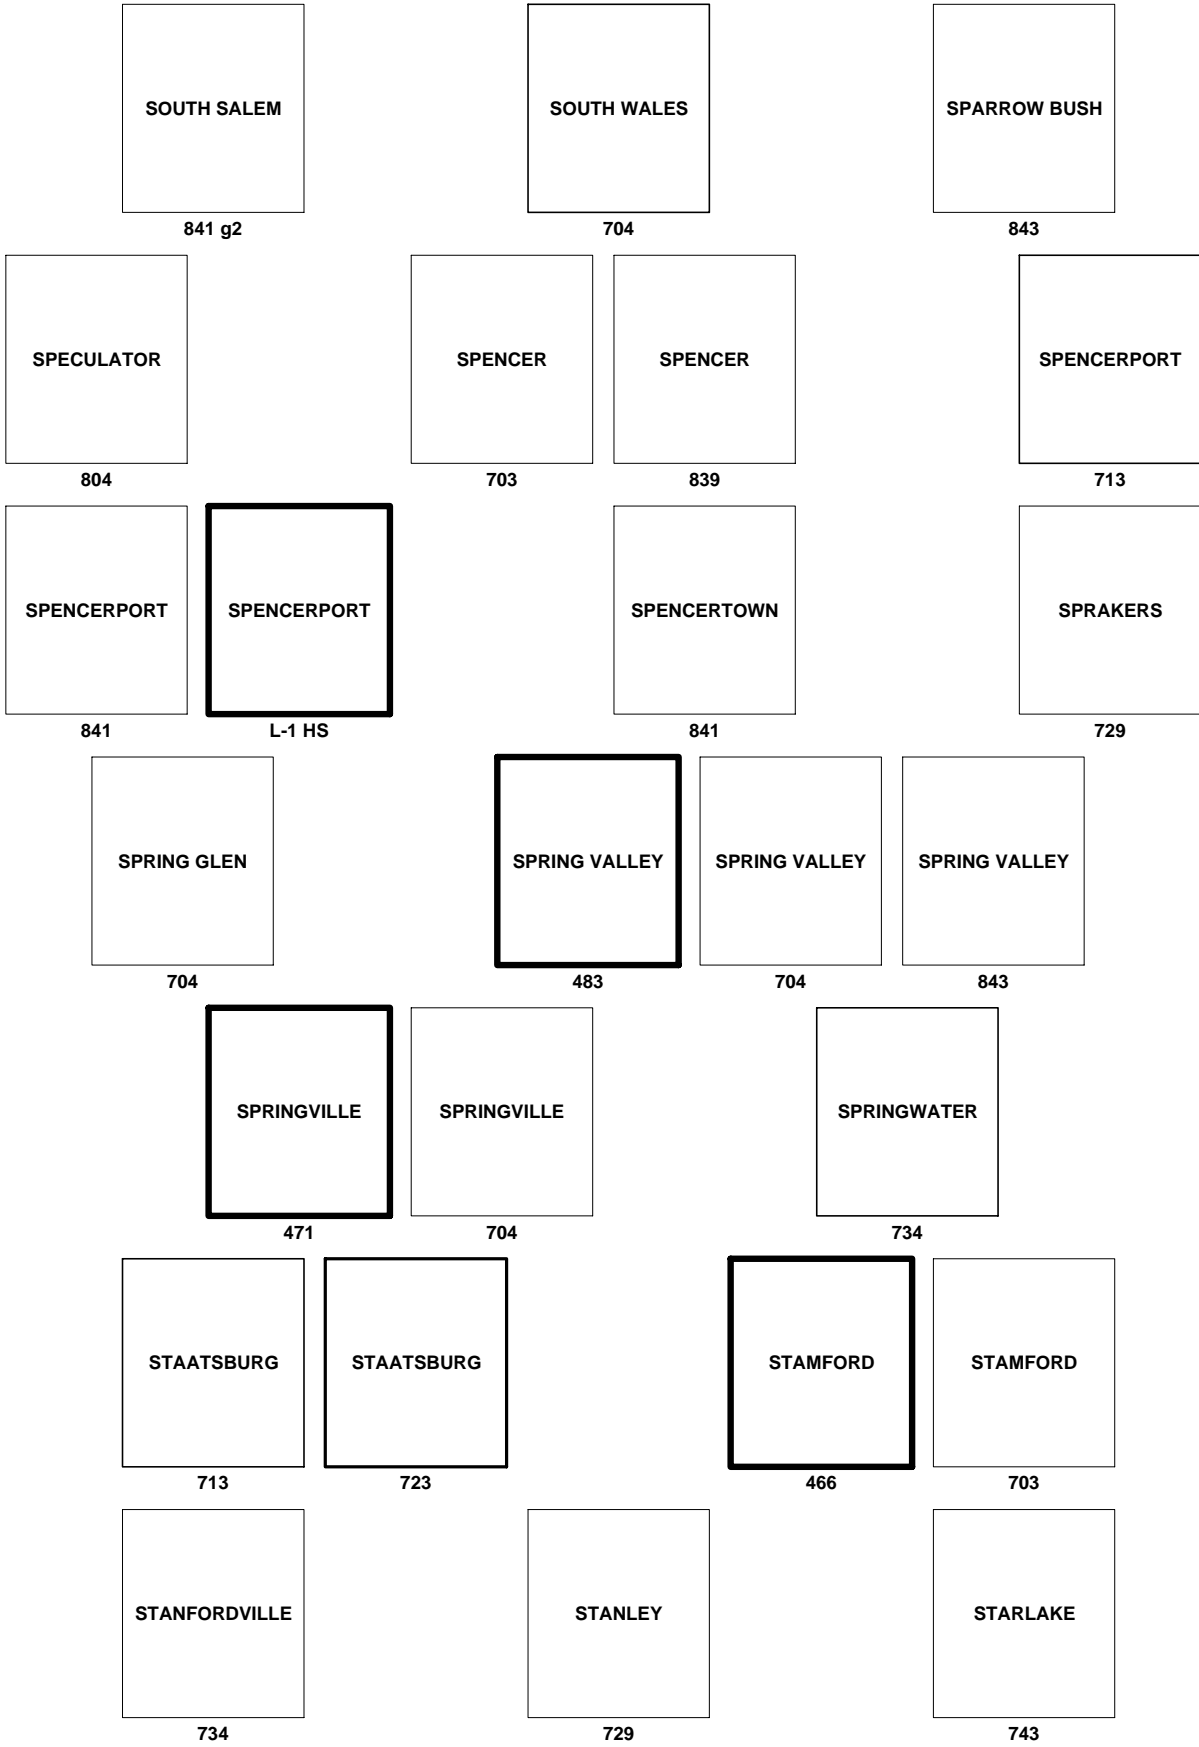 SOUTH SALEM SOUTH WALES SPARROW BUSH
841 g2 704 843
SPECULATOR SPENCER SPENCER SPENCERPORT
804 703 839 713
SPENCERPORT SPENCERPORT SPENCERTOWN SPRAKERS
841 L-1 HS 841 729
SPRING GLEN SPRING VALLEY SPRING VALLEY SPRING VALLEY
704 483 704 843
SPRINGVILLE SPRINGVILLE SPRINGWATER
471 704 734
STAATSBURG STAATSBURG STAMFORD STAMFORD
713 723 466 703
STANFORDVILLE STANLEY STARLAKE
734 729 743